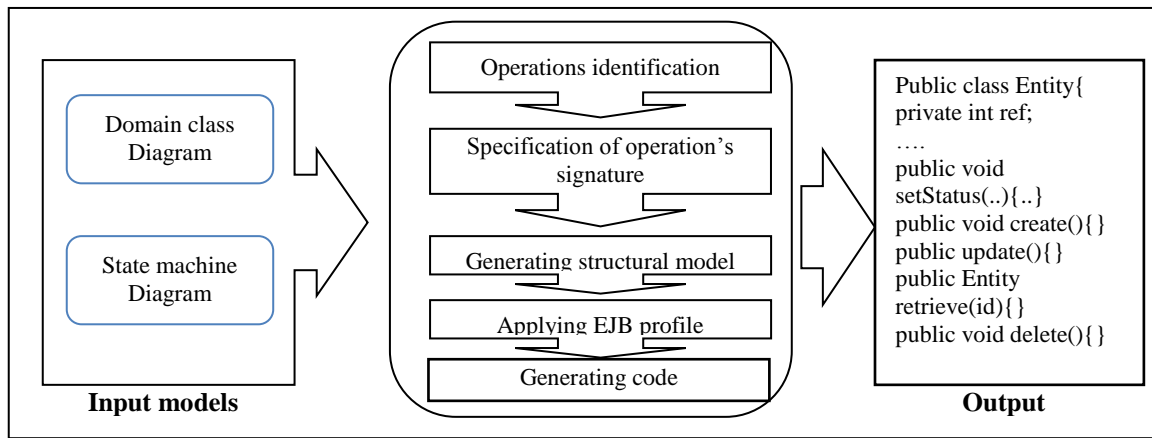 Domain class
Diagram
State machine
Diagram
Input models
Operations identification
Specification of operation’s
signature
Generating structural model
Applying EJB profile
Generating code
Public class Entity{
private int ref;
….
public void
setStatus(..){..}
public void create(){}
public update(){}
public Entity
retrieve(id){}
public void delete(){}
Output